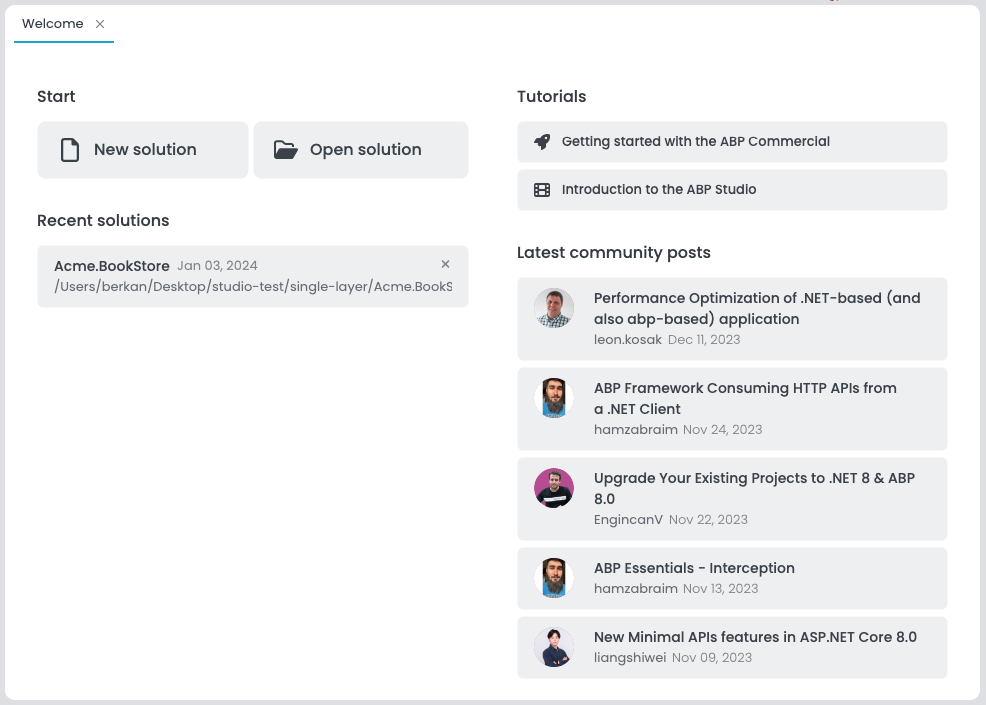 Welcome
Start
New solution
Open solution
Recent solutions
Acme.BookStore Jan 03, 2024
/Users/berkan/Desktop/studio-test/single-layer/Acme.BookS
Tutorials
Getting started with the ABP Commercial
Introduction to the ABP Studio
Latest community posts
Performance Optimization of .NET-based (and
also abp-based) application
leon.kosak Dec 11, 2023
ABP Framework Consuming HTTP APIs from
a .NET Client
hamzabraim Nov 24, 2023
Upgrade Your Existing Projects to .NET 8 & ABP
8.0
EngincanV Nov 22, 2023
ABP Essentials - Interception
hamzabraim Nov 13, 2023
New Minimal APIs features in ASP.NET Core 8.0
liangshiwei Nov 09, 2023